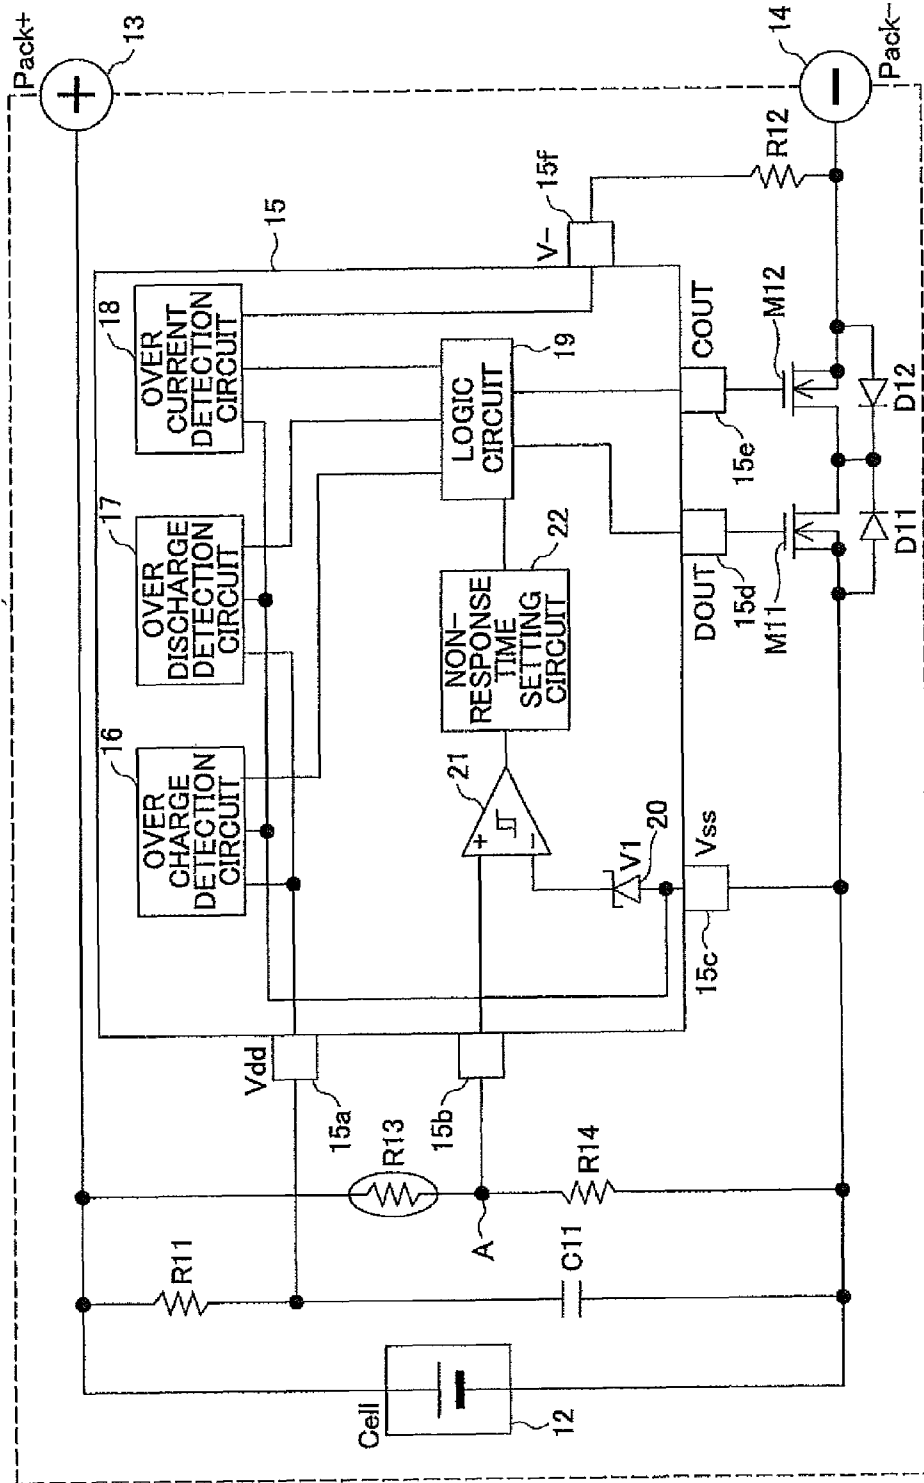 Pack+
13
15
18
OVER
CURRENT
DETECTION
CIRCUIT
17
OVER
DISCHARGE
DETECTION
CIRCUIT
16
OVER
CHARGE
DETECTION
CIRCUIT
V-
15f
R12
14
Pack-
19
LOGIC
CIRCUIT
22
NON-
RESPONSE
TIME
SETTING
CIRCUIT
21
+
-
V1
20
Vdd
15a
15b
Vss
15c
DOUT
15d
COUT
15e
M11
M12
D11
D12
R11
R13
A
R14
C11
Cell
12